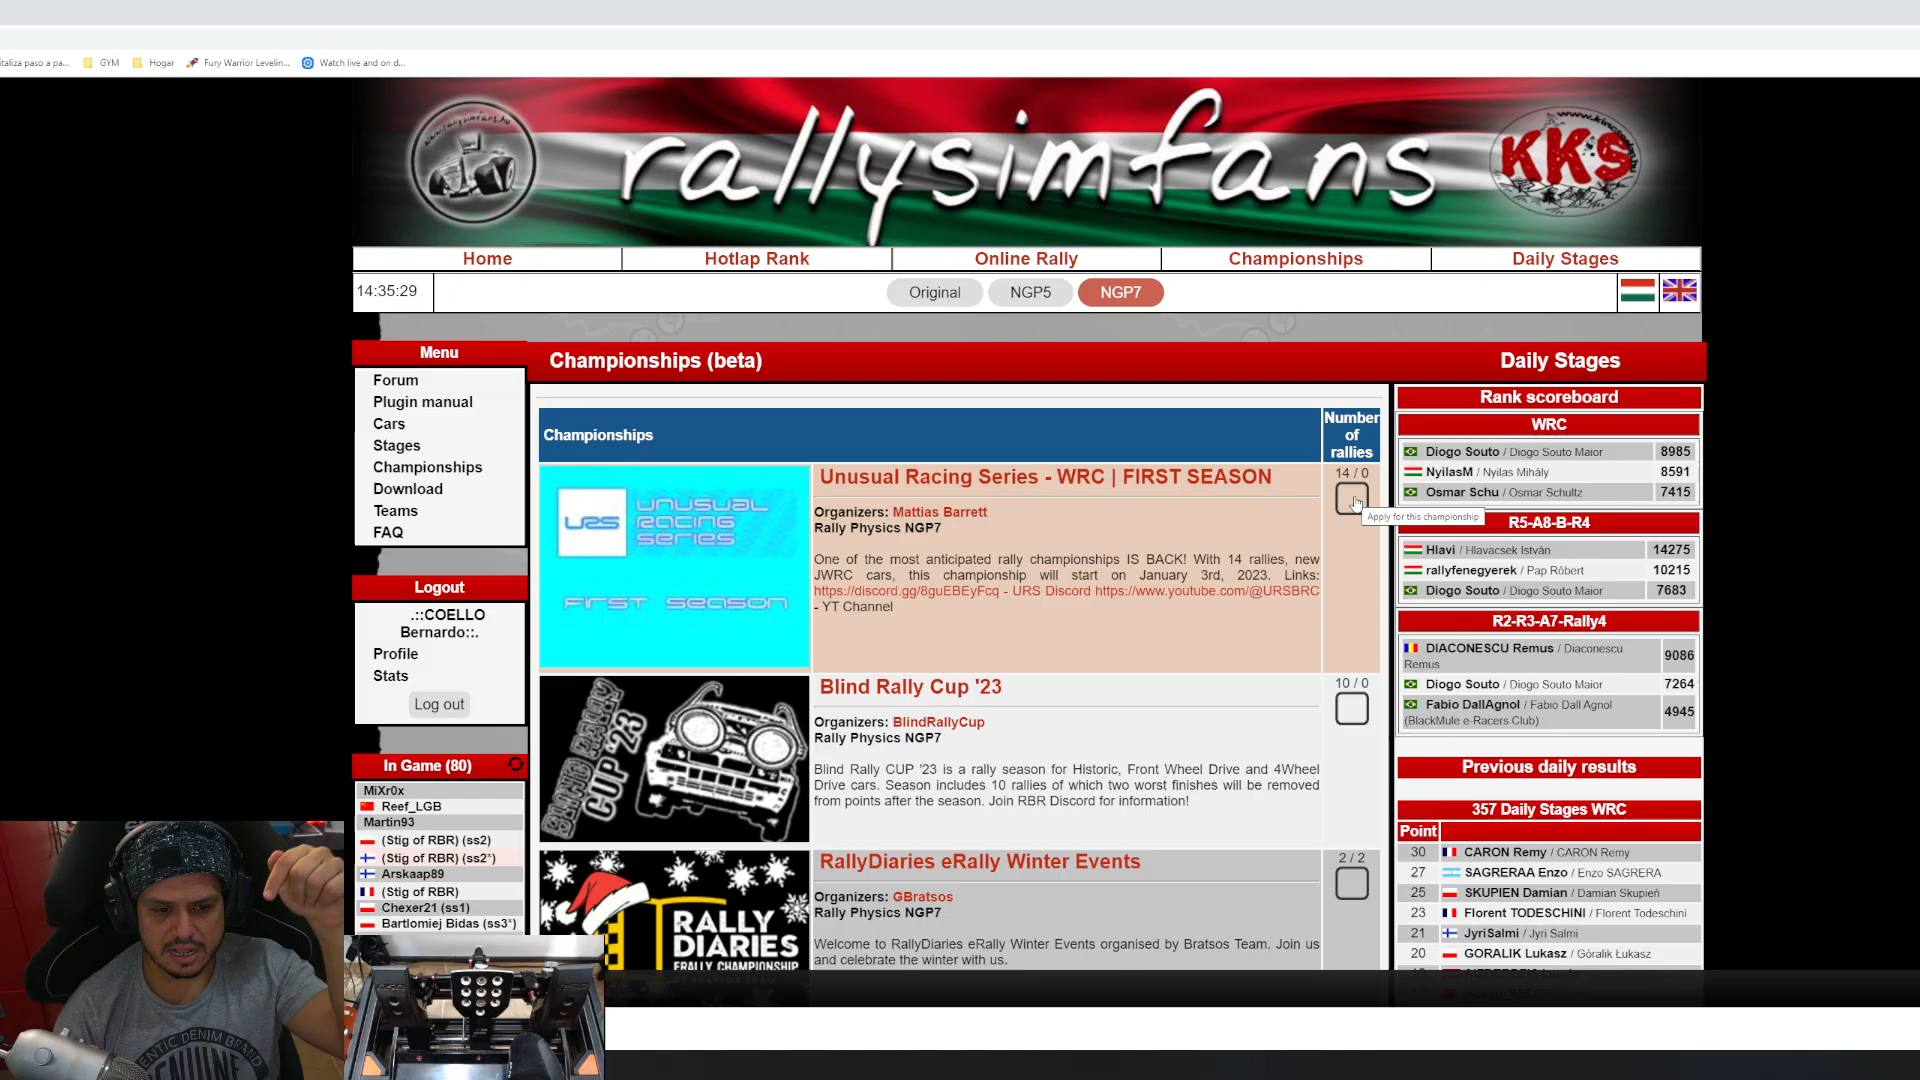 italiza paso a pa...
GYM
Hogar
Fury Warrior Levelin...
Watch live and on d...
www.rallysimfans.hu
rallysimfans
KKS
Home
Hotlap Rank
Online Rally
Championships
Daily Stages
14:35:29
Original
NGP5
NGP7
Menu
Forum
Plugin manual
Cars
Stages
Championships
Download
Teams
FAQ
Logout
.::COELLO
Bernardo::.
Profile
Stats
Log out
In Game (80)
MiXr0x
Reef_LGB
Martin93
(Stig of RBR) (ss2)
(Stig of RBR) (ss2*)
Arskaap89
(Stig of RBR)
Chexer21 (ss1)
Bartlomiej Bidas (ss3*)
Championships (beta)
Championships
Number
of
rallies
URS
UNUSUAL
RACING
SERIES
FIRST SEASON
Unusual Racing Series - WRC | FIRST SEASON
Organizers: Mattias Barrett
Rally Physics NGP7
One of the most anticipated rally championships IS BACK! With 14 rallies, new
JWRC cars, this championship will start on January 3rd, 2023. Links:
https://discord.gg/8guEBEyFcq - URS Discord https://www.youtube.com/@URSBRC
- YT Channel
14 / 0
Apply for this championship
BLIND RALLY
CUP '23
Blind Rally Cup '23
Organizers: BlindRallyCup
Rally Physics NGP7
Blind Rally CUP '23 is a rally season for Historic, Front Wheel Drive and 4Wheel
Drive cars. Season includes 10 rallies of which two worst finishes will be removed
from points after the season. Join RBR Discord for information!
10 / 0
RALLY
DIARIES
ERALLY CHAMPIONSHIP
BY BRATSOS TEAM
RallyDiaries eRally Winter Events
Organizers: GBratsos
Rally Physics NGP7
Welcome to RallyDiaries eRally Winter Events organised by Bratsos Team. Join us
and celebrate the winter with us.
2 / 2
Daily Stages
Rank scoreboard
WRC
Diogo Souto / Diogo Souto Maior 8985
NyilasM / Nyilas Mihály 8591
Osmar Schu / Osmar Schultz 7415
R5-A8-B-R4
Hlavi / Hlavacsek István 14275
rallyfenegyerek / Pap Róbert 10215
Diogo Souto / Diogo Souto Maior 7683
R2-R3-A7-Rally4
DIACONESCU Remus / Diaconescu
Remus 9086
Diogo Souto / Diogo Souto Maior 7264
Fabio DallAgnol / Fabio Dall Agnol
(BlackMule e-Racers Club) 4945
Previous daily results
357 Daily Stages WRC
Point
30 CARON Remy / CARON Remy
27 SAGRERAA Enzo / Enzo SAGRERA
25 SKUPIEN Damian / Damian Skupień
23 Florent TODESCHINI / Florent Todeschini
21 JyriSalmi / Jyri Salmi
20 GORALIK Lukasz / Góralik Łukasz
GENUINE